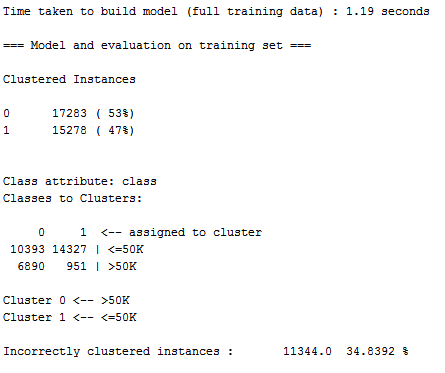 Time taken to build model (full training data) : 1.19 seconds
=== Model and evaluation on training set ===
Clustered Instances
0      17283 ( 53%)
1      15278 ( 47%)
Class attribute: class
Classes to Clusters:
     0     1  <-- assigned to cluster
 10393 14327 | <=50K
  6890   951 | >50K
Cluster 0 <-- >50K
Cluster 1 <-- <=50K
Incorrectly clustered instances :       11344.0  34.8392 %